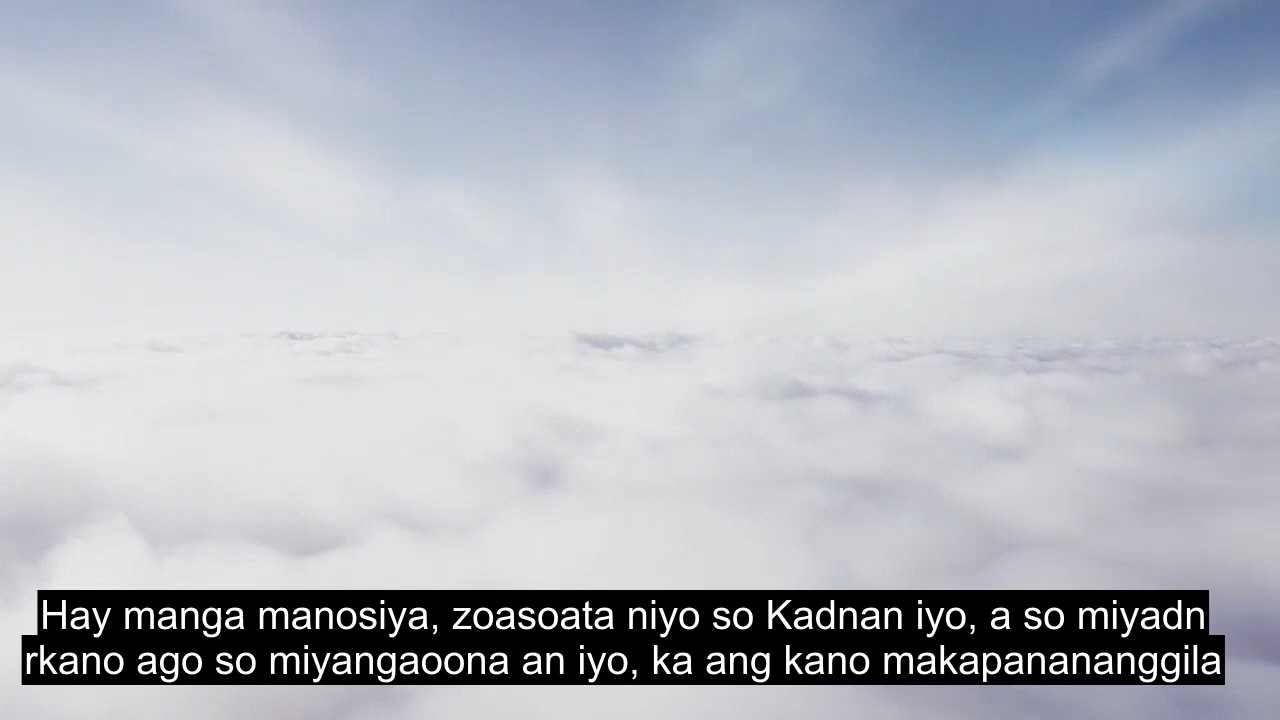 Hay manga manosiya, zoasoata niyo so Kadnan iyo, a so miyadn
rkano ago so miyangaoona an iyo, ka ang kano makapanananggila